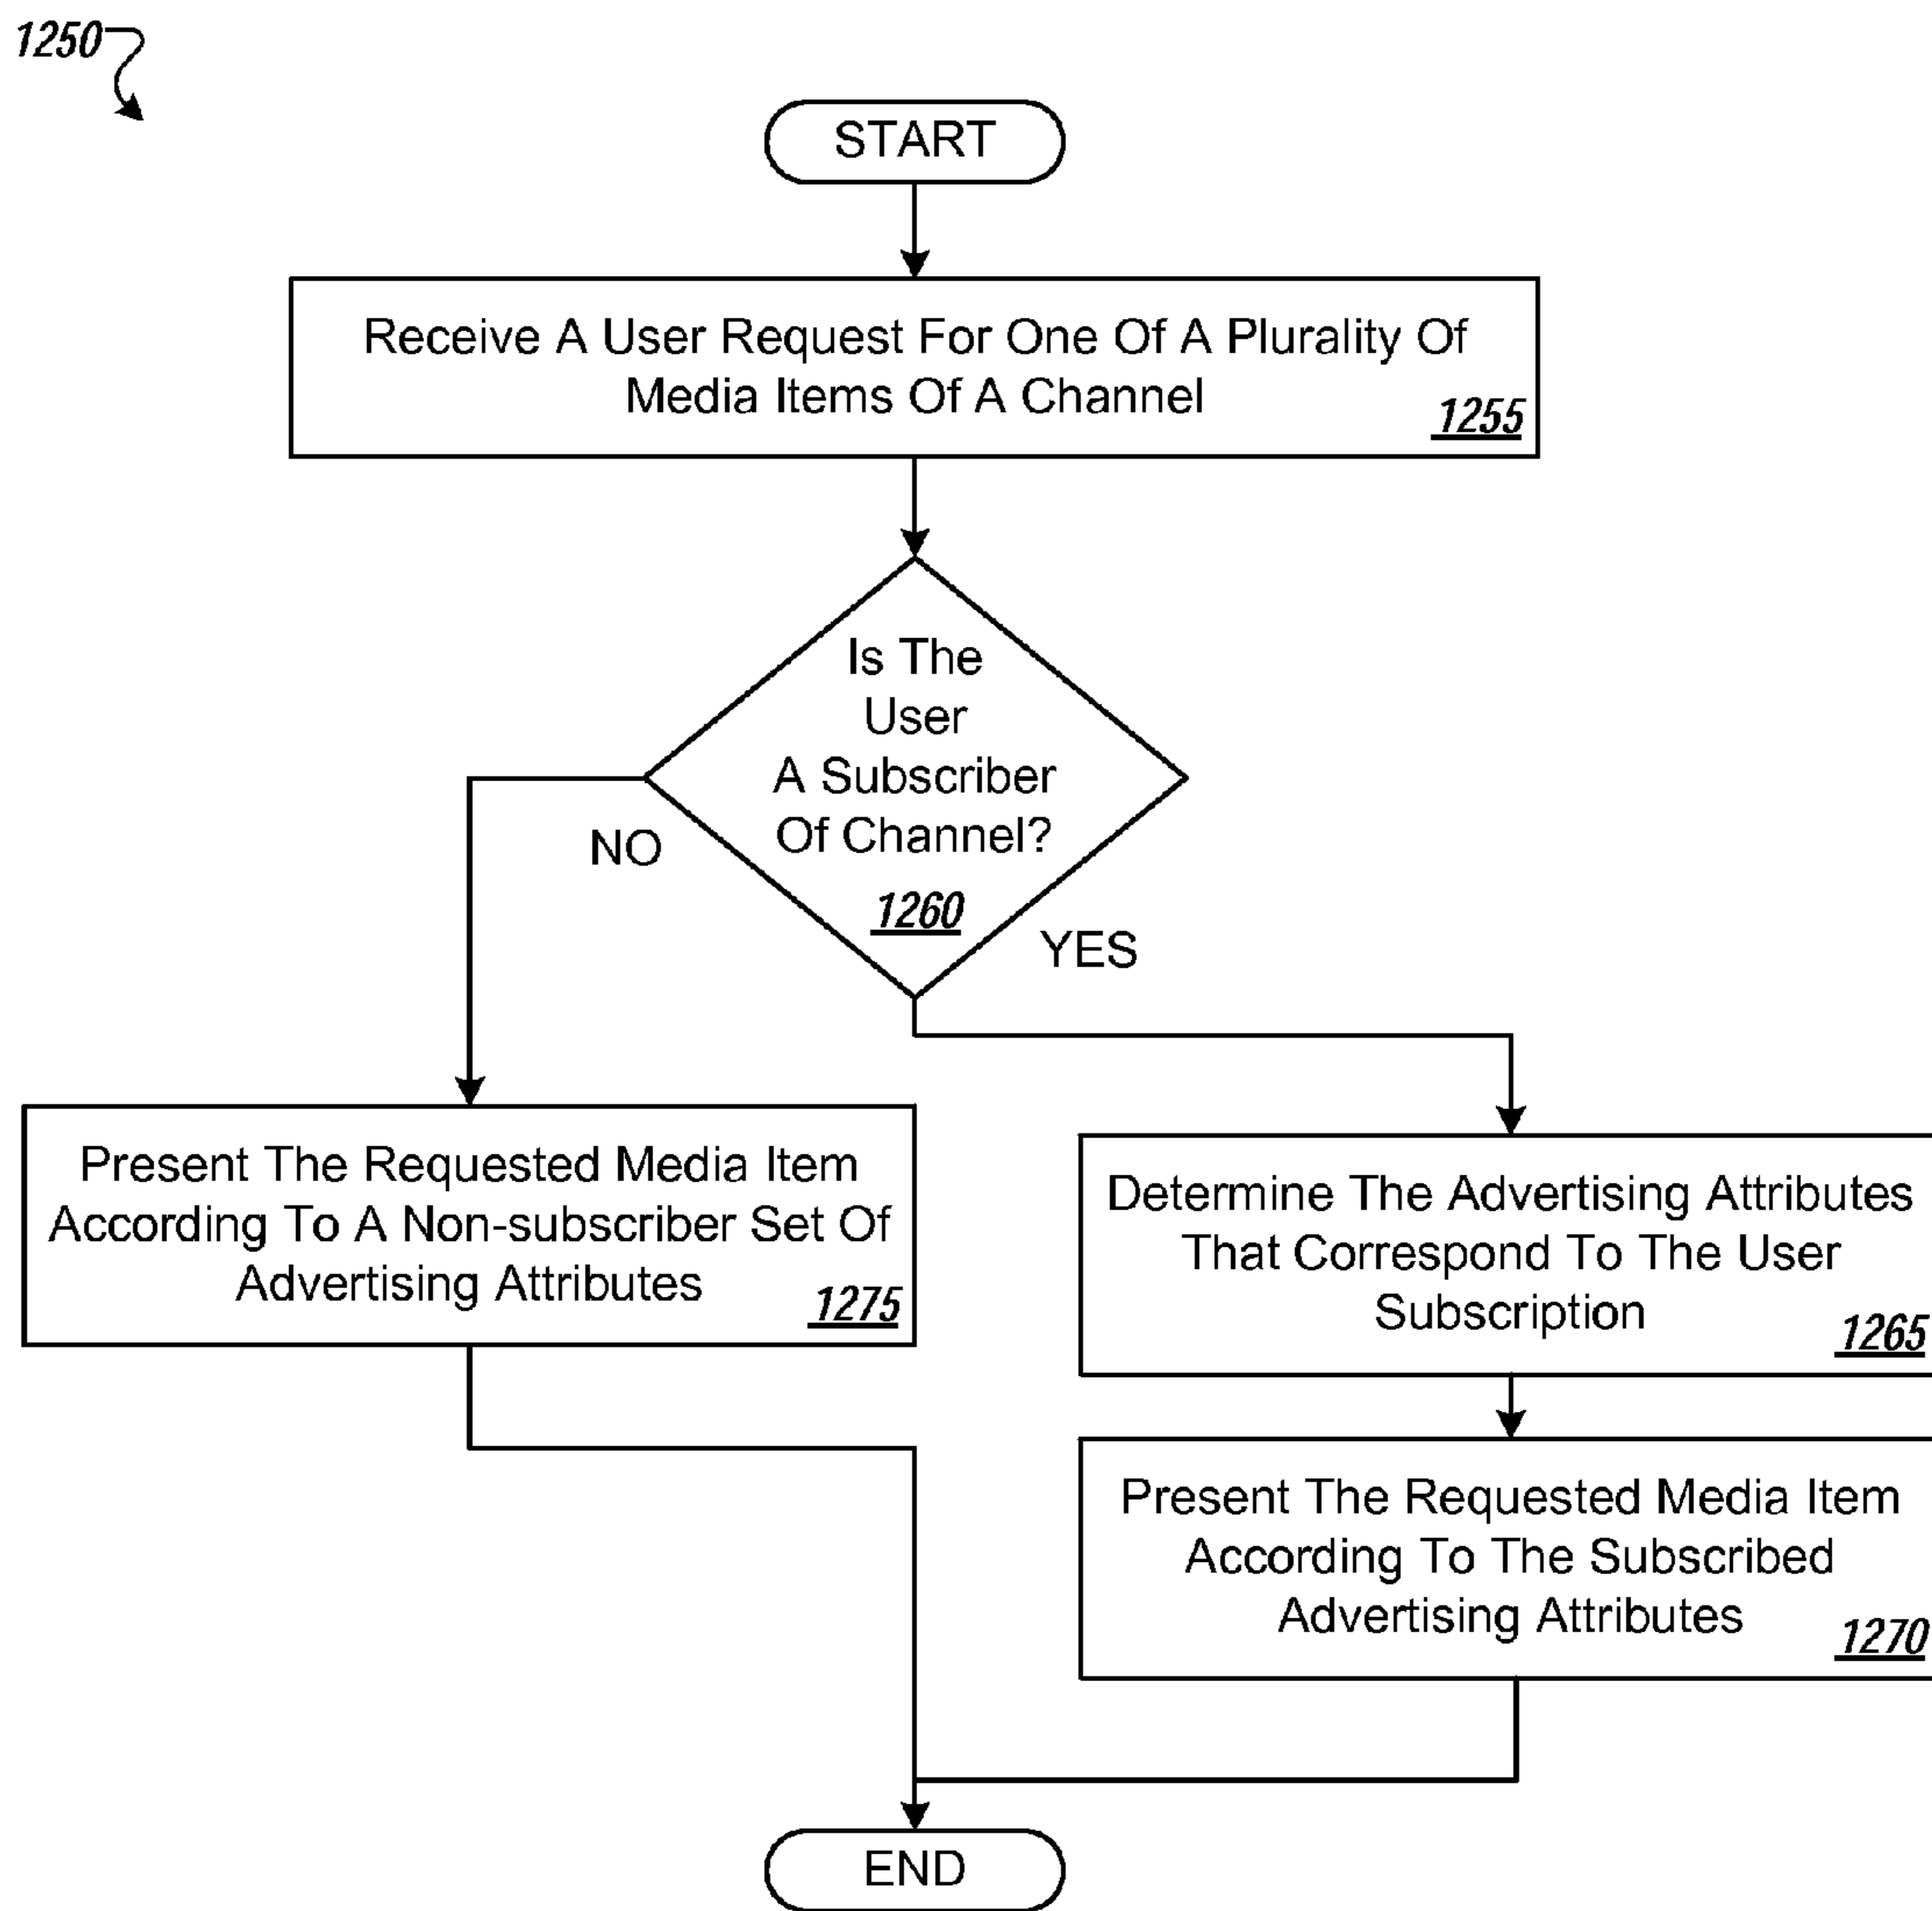 1250
START
Receive A User Request For One Of A Plurality Of
Media Items Of A Channel
1255
Is The
User
A Subscriber
Of Channel?
1260
NO
YES
Present The Requested Media Item
According To A Non-subscriber Set Of
Advertising Attributes
1275
Determine The Advertising Attributes
That Correspond To The User
Subscription
1265
Present The Requested Media Item
According To The Subscribed
Advertising Attributes
1270
END